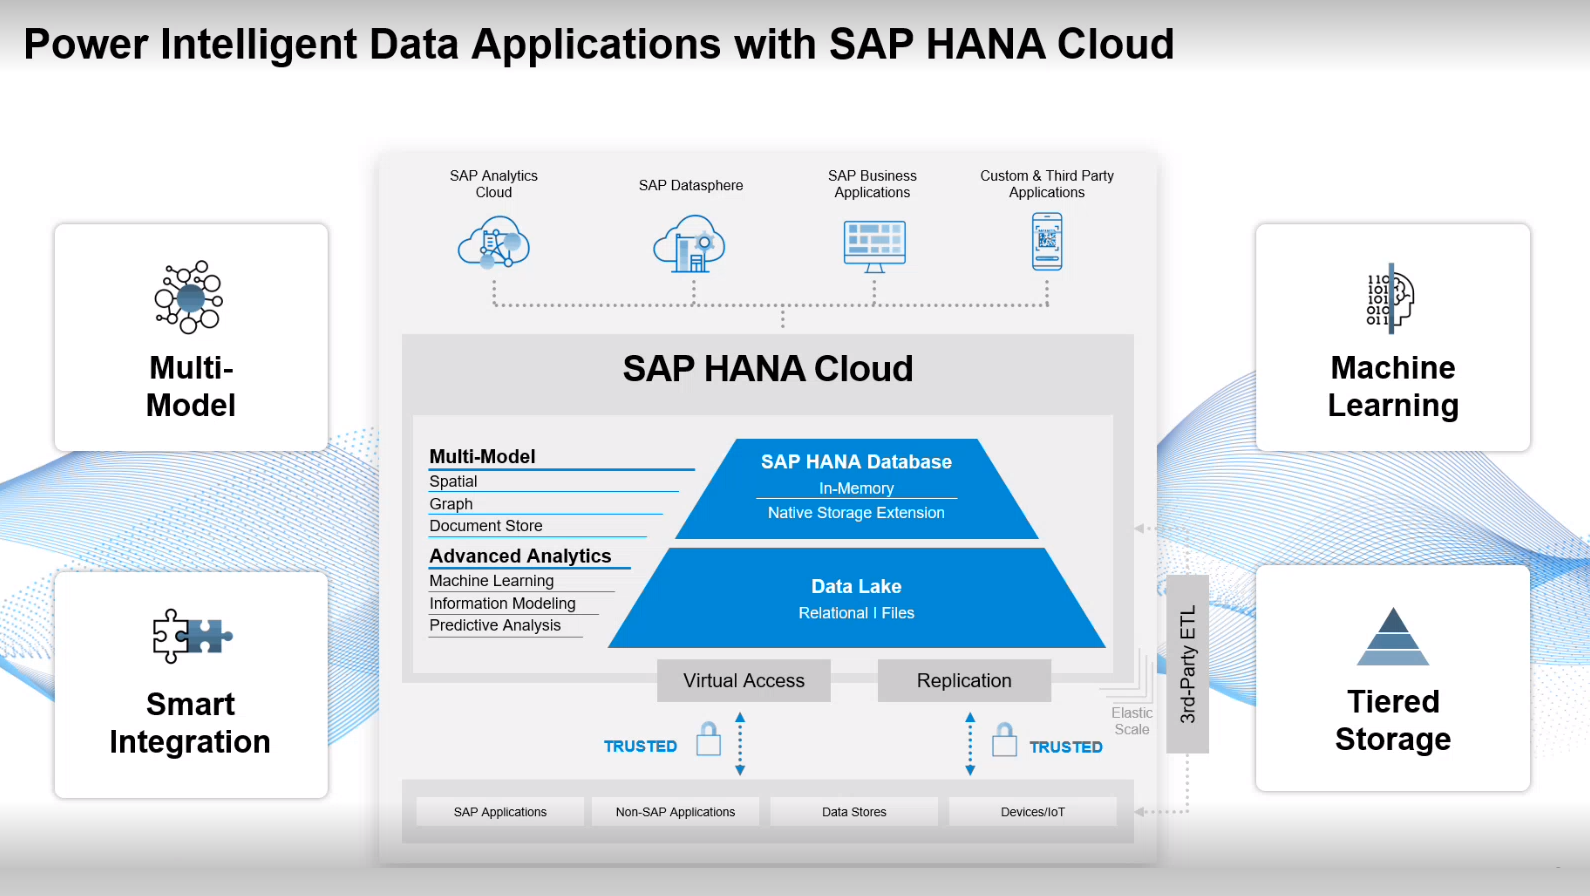 Power Intelligent Data Applications with SAP HANA Cloud
SAP Analytics
Cloud
SAP Datasphere
SAP Business
Applications
Custom & Third Party
Applications
Multi-
Model
Smart
Integration
SAP HANA Cloud
Multi-Model
Spatial
Graph
Document Store
Advanced Analytics
Machine Learning
Information Modeling
Predictive Analysis
SAP HANA Database
In-Memory
Native Storage Extension
Data Lake
Relational | Files
Virtual Access
Replication
TRUSTED
TRUSTED
Elastic
Scale
3rd-Party ETL
SAP Applications
Non-SAP Applications
Data Stores
Devices/IoT
110
101
101
010
011
Machine
Learning
Tiered
Storage